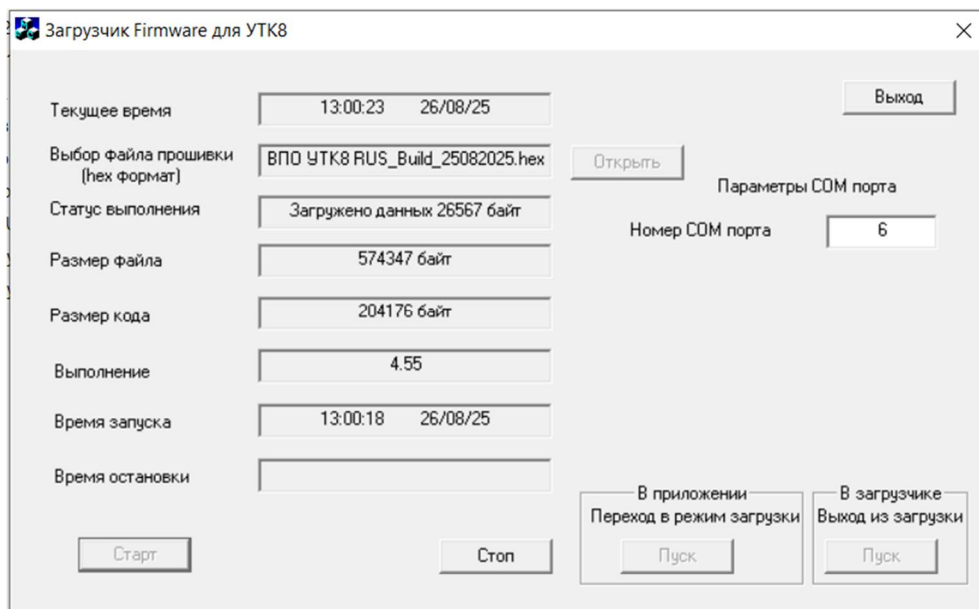 Загрузчик Firmware для УТК8
Выход
Текущее время 13:00:23 26/08/25
Выбор файла прошивки
(hex формат)
ВПО УТК8 RUS_Build_25082025.hex
Открыть
Параметры COM порта
Статус выполнения Загружено данных 26567 байт
Номер COM порта 6
Размер файла 574347 байт
Размер кода 204176 байт
Выполнение 4.55
Время запуска 13:00:18 26/08/25
Время остановки
В приложении
Переход в режим загрузки
Пуск
В загрузчике
Выход из загрузки
Пуск
Старт
Стоп